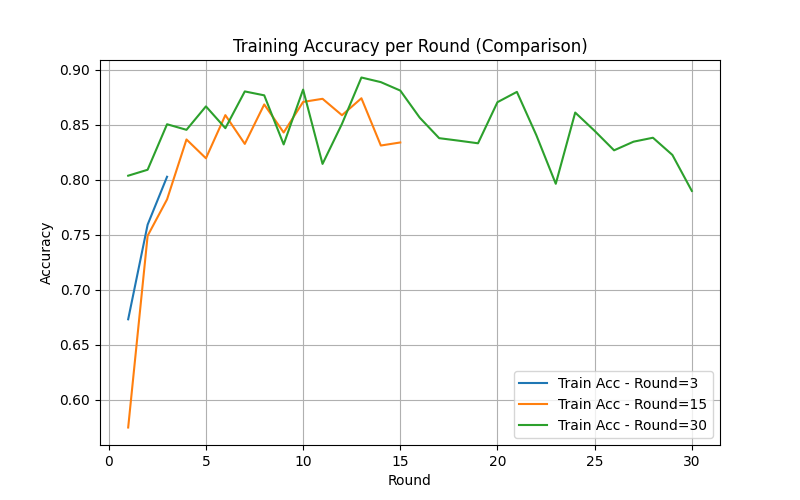 Training Accuracy per Round (Comparison)
0.90
0.85
0.80
0.75
0.70
0.65
0.60
Accuracy
Train Acc - Round=3
Train Acc - Round=15
Train Acc - Round=30
0 5 10 15 20 25 30
Round